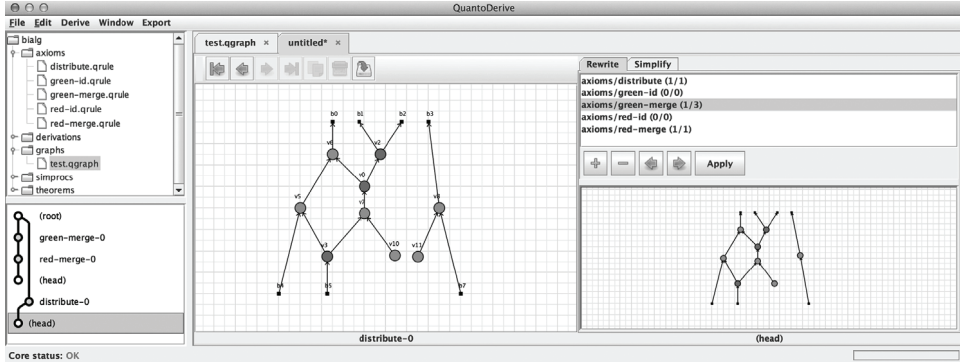 QuantoDerive
File Edit Derive Window Export
bialg
axioms
distribute.qrule
green-id.qrule
green-merge.qrule
red-id.qrule
red-merge.qrule
derivations
graphs
test.qgraph
simprocs
theorems
(root)
green-merge-0
red-merge-0
(head)
distribute-0
(head)
test.qgraph ×
untitled* ×
b0 b1 b2 b3
v6 v2
v0
v5
v3 v10 v11
b5 b7
distribute-0
Rewrite Simplify
axioms/distribute (1/1)
axioms/green-id (0/0)
axioms/green-merge (1/3)
axioms/red-id (0/0)
axioms/red-merge (1/1)
Apply
(head)
Core status: OK